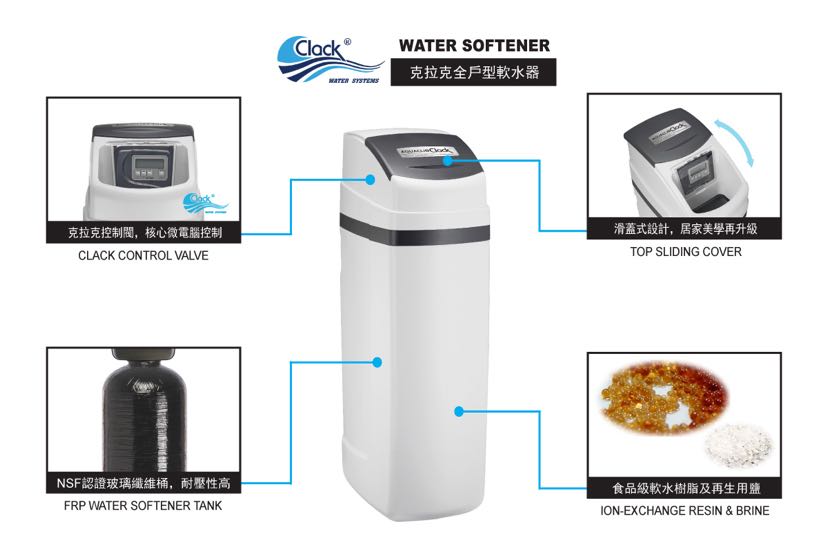 Clack®
WATER SYSTEMS
WATER SOFTENER
克拉克全戶型軟水器
Clack®
WATER SYSTEMS
克拉克控制閥，核心微電腦控制
CLACK CONTROL VALVE
Clack
滑蓋式設計，居家美學再升級
TOP SLIDING COVER
NSF認證玻璃纖維桶，耐壓性高
FRP WATER SOFTENER TANK
食品級軟水樹脂及再生用鹽
ION-EXCHANGE RESIN & BRINE